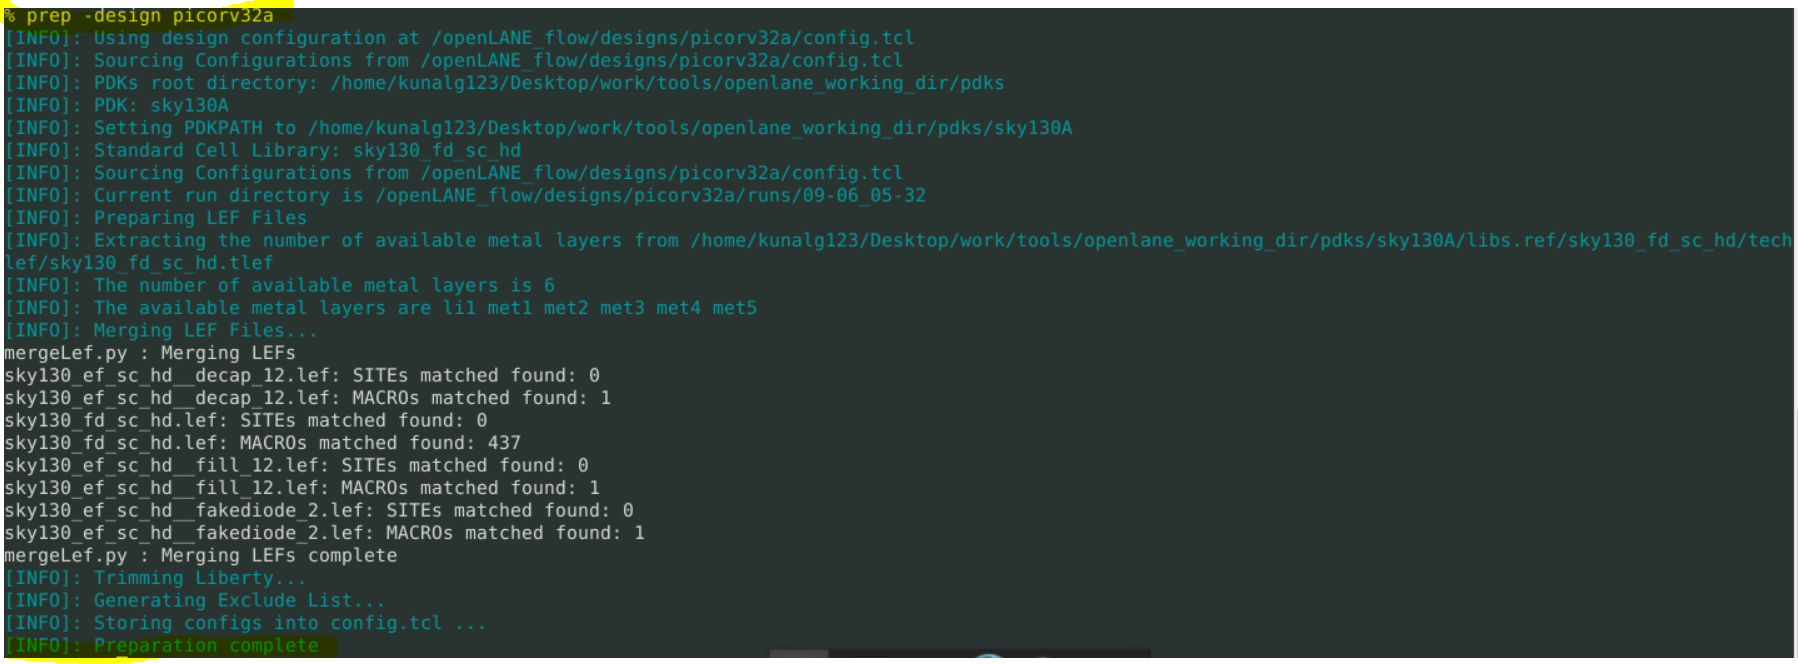 % prep -design picorv32a
[INFO]: Using design configuration at /openLANE_flow/designs/picorv32a/config.tcl
[INFO]: Sourcing Configurations from /openLANE_flow/designs/picorv32a/config.tcl
[INFO]: PDKs root directory: /home/kunalg123/Desktop/work/tools/openlane_working_dir/pdks
[INFO]: PDK: sky130A
[INFO]: Setting PDKPATH to /home/kunalg123/Desktop/work/tools/openlane_working_dir/pdks/sky130A
[INFO]: Standard Cell Library: sky130_fd_sc_hd
[INFO]: Sourcing Configurations from /openLANE_flow/designs/picorv32a/config.tcl
[INFO]: Current run directory is /openLANE_flow/designs/picorv32a/runs/09-06_05-32
[INFO]: Preparing LEF Files
[INFO]: Extracting the number of available metal layers from /home/kunalg123/Desktop/work/tools/openlane_working_dir/pdks/sky130A/libs.ref/sky130_fd_sc_hd/tech
lef/sky130_fd_sc_hd.tlef
[INFO]: The number of available metal layers is 6
[INFO]: The available metal layers are li1 met1 met2 met3 met4 met5
[INFO]: Merging LEF Files...
mergeLef.py : Merging LEFs
sky130_ef_sc_hd__decap_12.lef: SITEs matched found: 0
sky130_ef_sc_hd__decap_12.lef: MACROs matched found: 1
sky130_fd_sc_hd.lef: SITEs matched found: 0
sky130_fd_sc_hd.lef: MACROs matched found: 437
sky130_ef_sc_hd__fill_12.lef: SITEs matched found: 0
sky130_ef_sc_hd__fill_12.lef: MACROs matched found: 1
sky130_ef_sc_hd__fakediode_2.lef: SITEs matched found: 0
sky130_ef_sc_hd__fakediode_2.lef: MACROs matched found: 1
mergeLef.py : Merging LEFs complete
[INFO]: Trimming Liberty...
[INFO]: Generating Exclude List...
[INFO]: Storing configs into config.tcl ...
[INFO]: Preparation complete